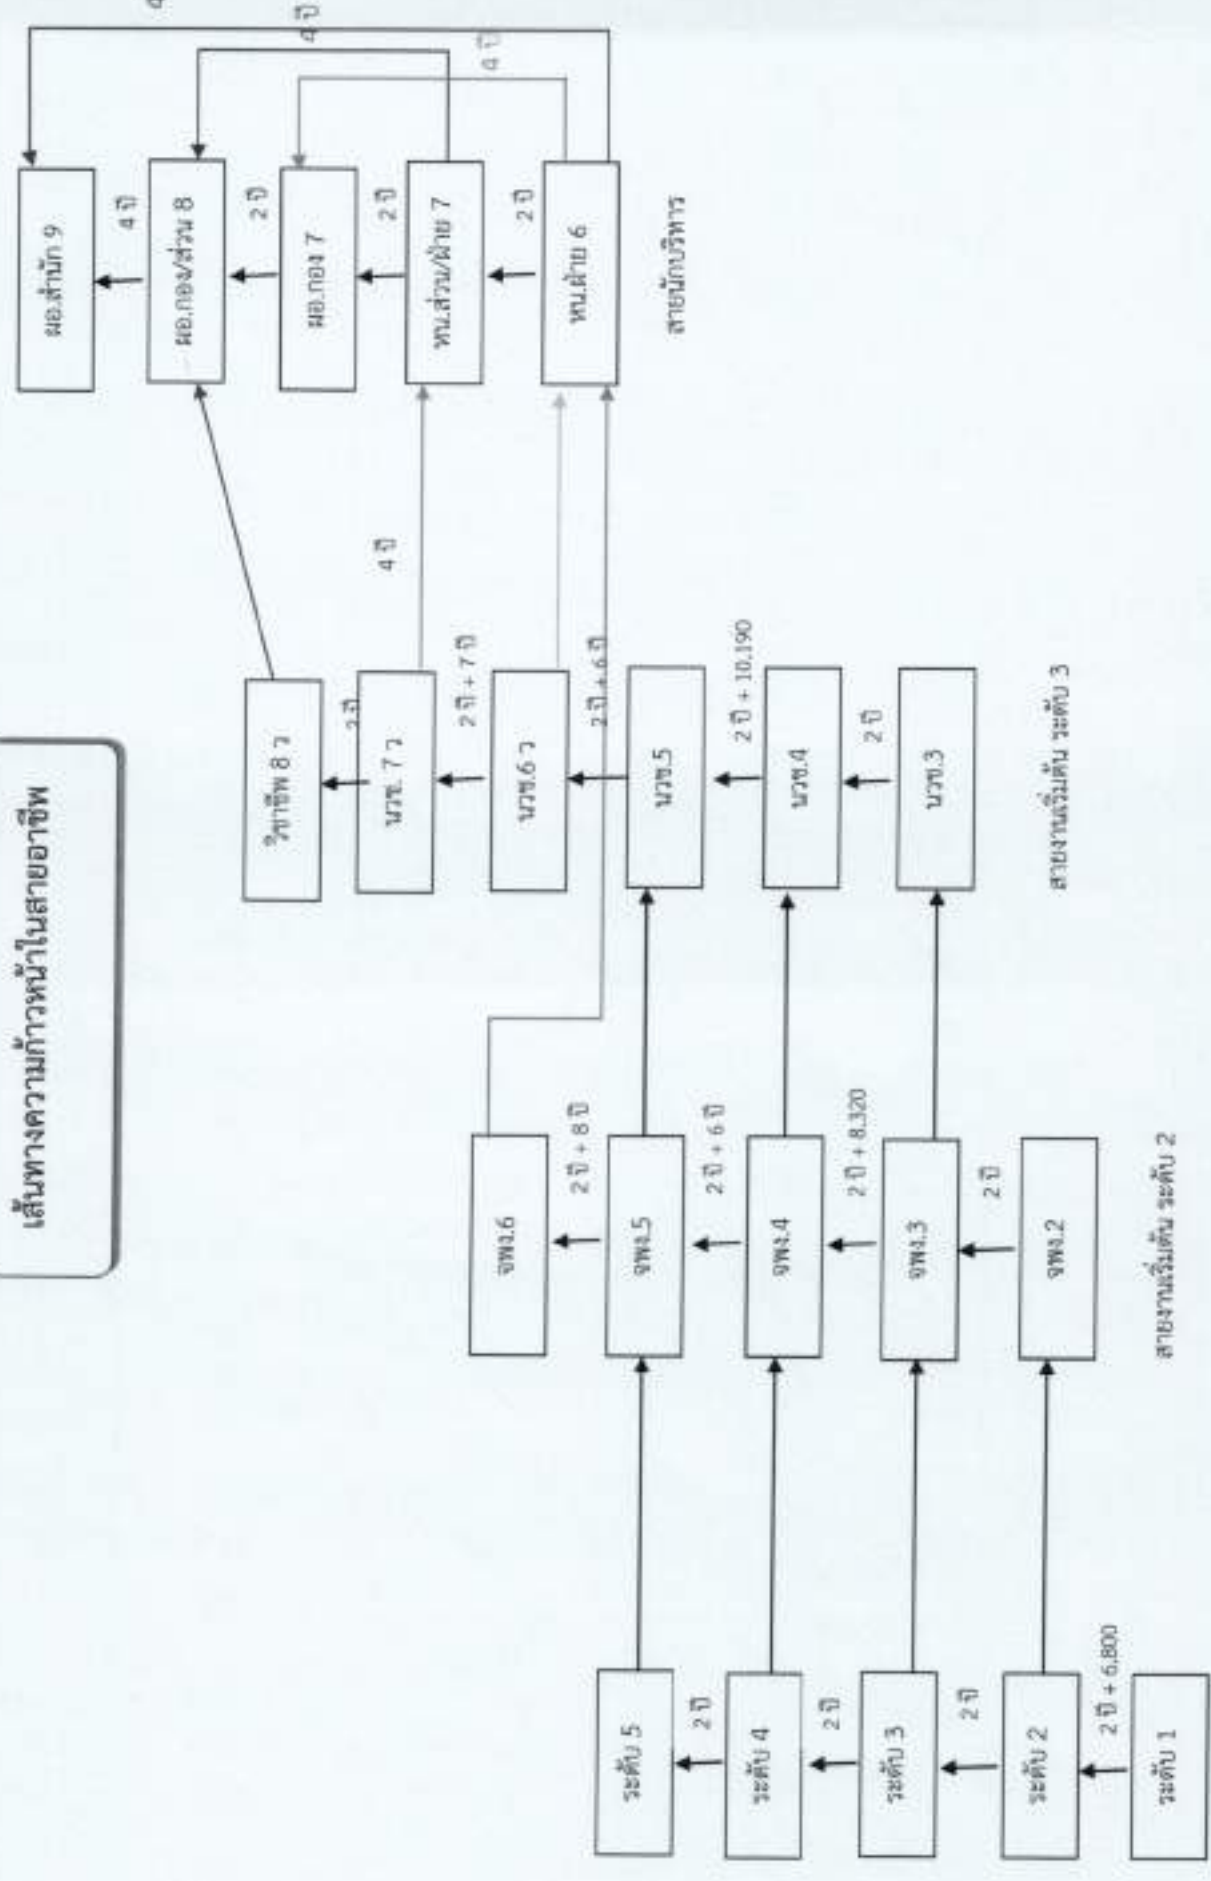 เส้นทางความก้าวหน้าในสายอาชีพ
ระดับ 5
2 ปี
ระดับ 4
2 ปี
ระดับ 3
2 ปี
ระดับ 2
2 ปี + 6,800
ระดับ 1
จพง.6
2 ปี + 8 ปี
จพง.5
2 ปี + 6 ปี
จพง.4
2 ปี + 8,320
จพง.3
2 ปี
จพง.2
สายงานเริ่มต้น ระดับ 2
วิชาชีพ 8 ว
2 ปี
นวช. 7 ว
2 ปี + 7 ปี
นวช.6 ว
2 ปี + 6 ปี
นวช.5
2 ปี + 10,190
นวช.4
2 ปี
นวช.3
สายงานเริ่มต้น ระดับ 3
4 ปี
ผอ.สำนัก 9
4 ปี
ผอ.กอง/ส่วน 8
2 ปี
ผอ.กอง 7
2 ปี
หน.ส่วน/ฝ่าย 7
2 ปี
หน.ฝ่าย 6
สายนักบริหาร
4
4 ปี
4 ปี